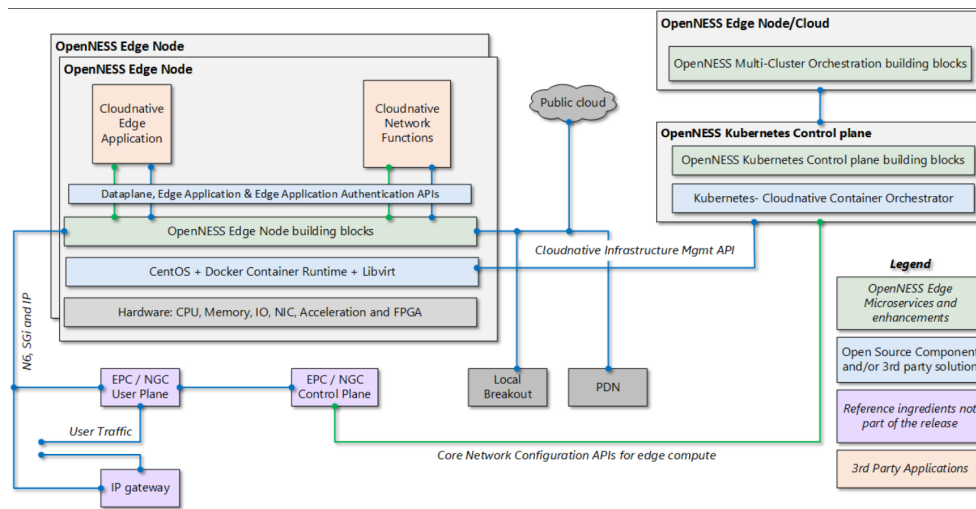 OpenNESS Edge Node
OpenNESS Edge Node
Cloudnative
Edge
Application
Cloudnative
Network
Functions
Dataplane, Edge Application & Edge Application Authentication APIs
OpenNESS Edge Node building blocks
CentOS + Docker Container Runtime + Libvirt
Hardware: CPU, Memory, IO, NIC, Acceleration and FPGA
Public cloud
OpenNESS Edge Node/Cloud
OpenNESS Multi-Cluster Orchestration building blocks
OpenNESS Kubernetes Control plane
OpenNESS Kubernetes Control plane building blocks
Kubernetes- Cloudnative Container Orchestrator
Cloudnative Infrastructure Mgmt API
N6, SGi and IP
EPC / NGC
User Plane
EPC / NGC
Control Plane
Local
Breakout
PDN
User Traffic
IP gateway
Core Network Configuration APIs for edge compute
Legend
OpenNESS Edge
Microservices and
enhancements
Open Source Component
and/or 3rd party solution
Reference ingredients not
part of the release
3rd Party Applications